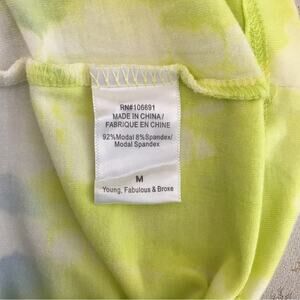 RN#106691
MADE IN CHINA/
FABRIQUE EN CHINE
92%Modal 8%Spandex/
Modal Spandex
M
Young, Fabulous & Broke